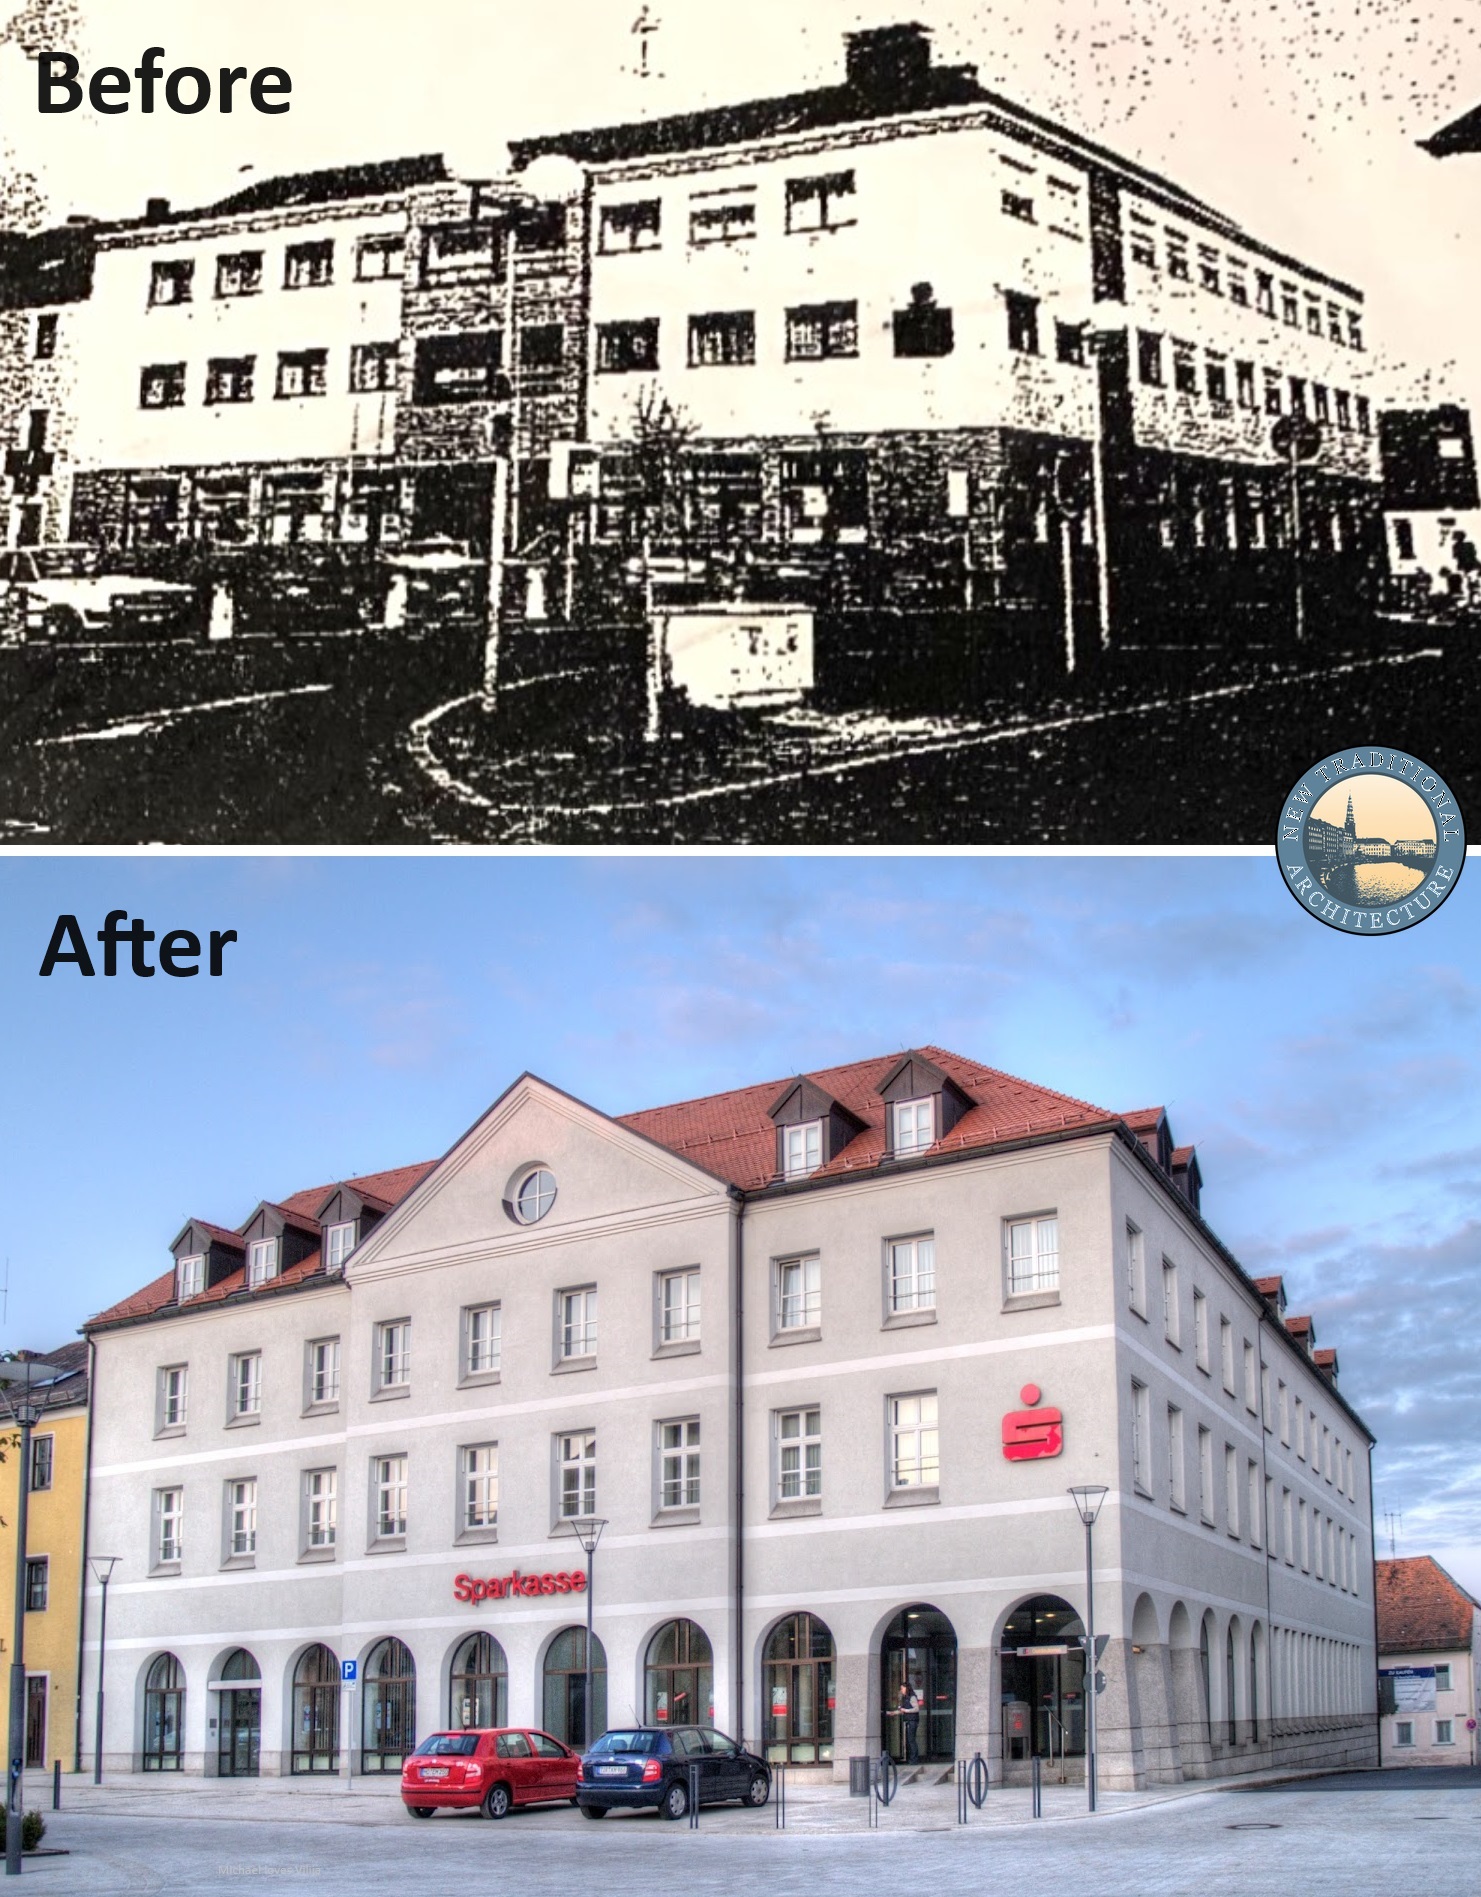 Before
NEW TRADITIONAL
ARCHITECTURE
After
Sparkasse
P